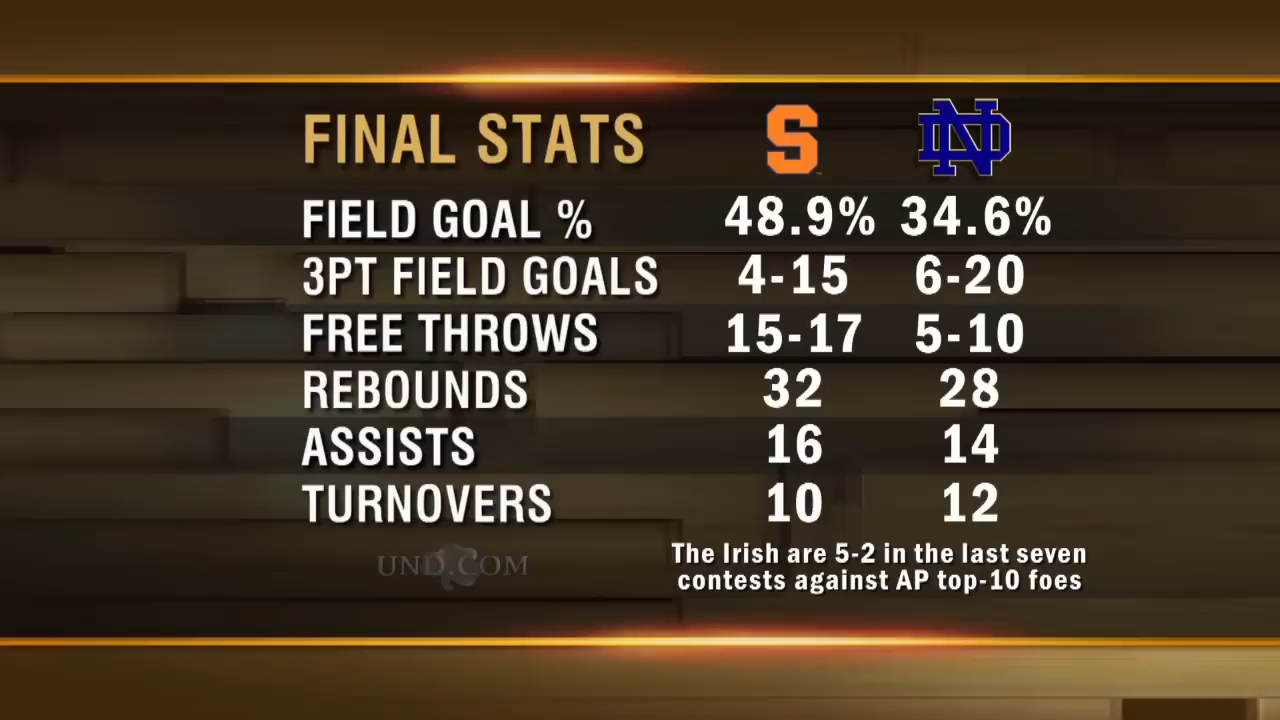 FINAL STATS S ND
FIELD GOAL % 48.9% 34.6%
3PT FIELD GOALS 4-15 6-20
FREE THROWS 15-17 5-10
REBOUNDS 32 28
ASSISTS 16 14
TURNOVERS 10 12
UND.COM
The Irish are 5-2 in the last seven
contests against AP top-10 foes